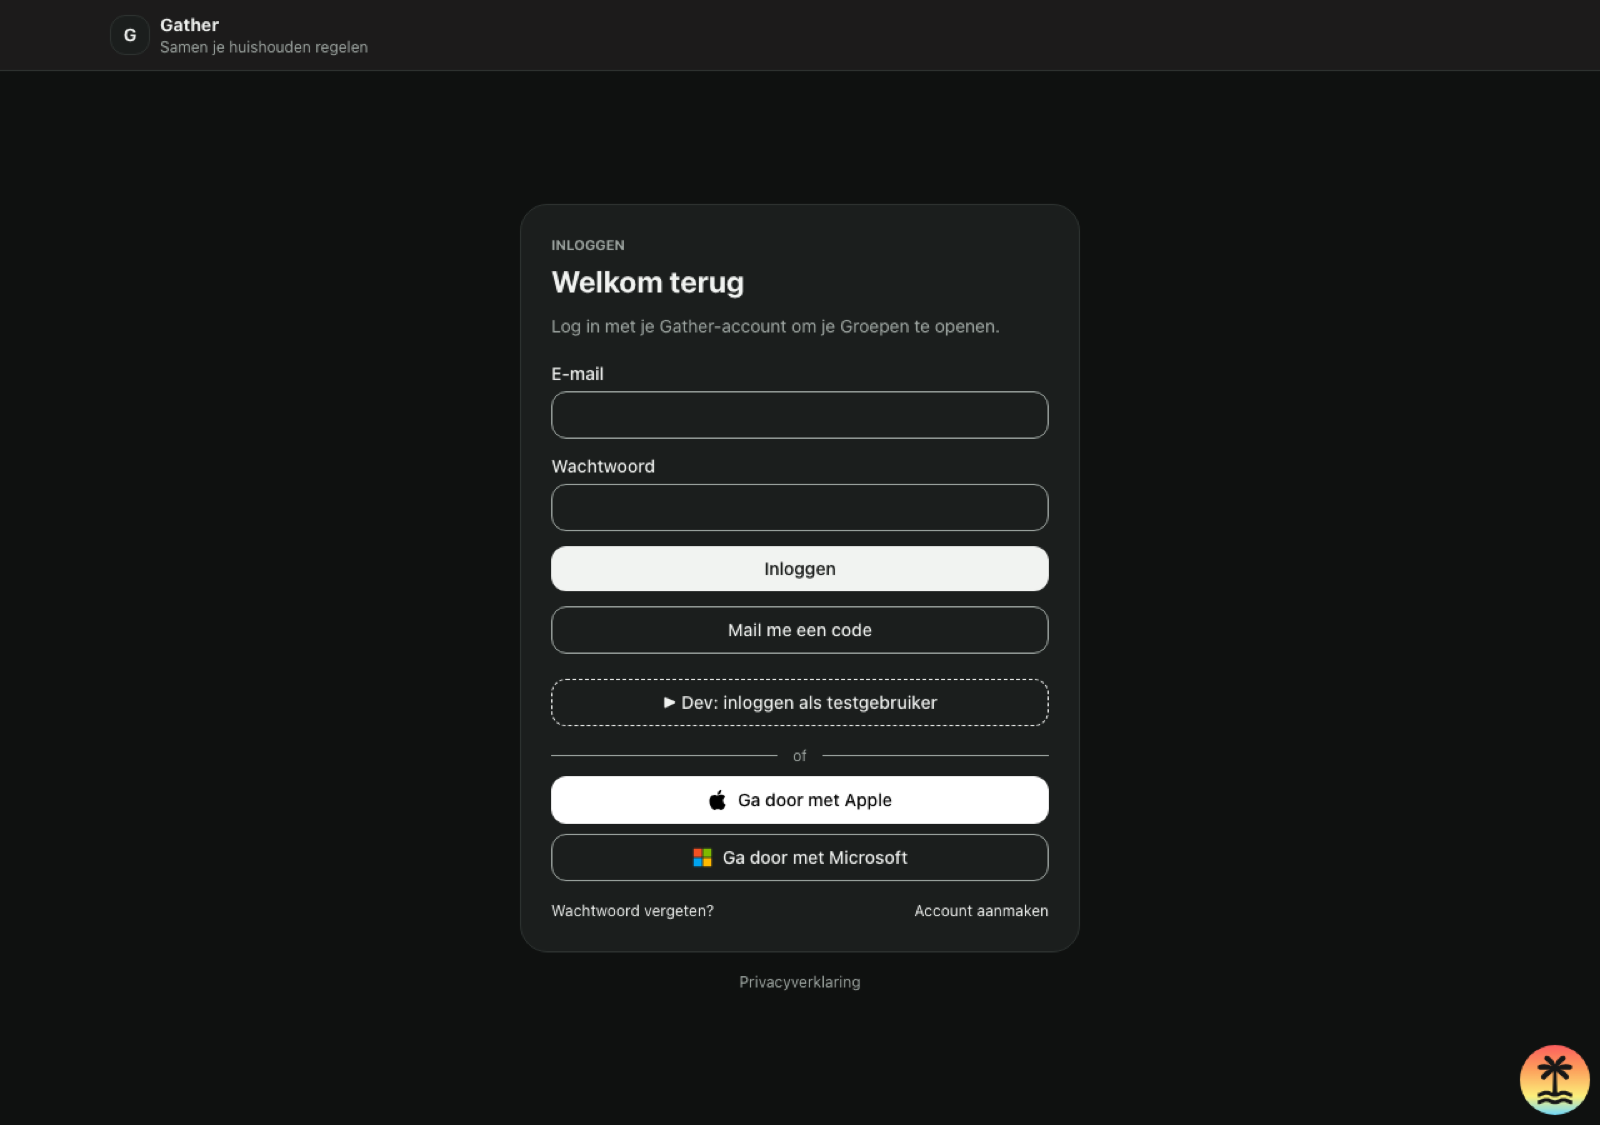 G
Gather
Samen je huishouden regelen
INLOGGEN
Welkom terug
Log in met je Gather-account om je Groepen te openen.
E-mail
Wachtwoord
Inloggen
Mail me een code
▶ Dev: inloggen als testgebruiker
of
Ga door met Apple
Ga door met Microsoft
Wachtwoord vergeten?
Account aanmaken
Privacyverklaring